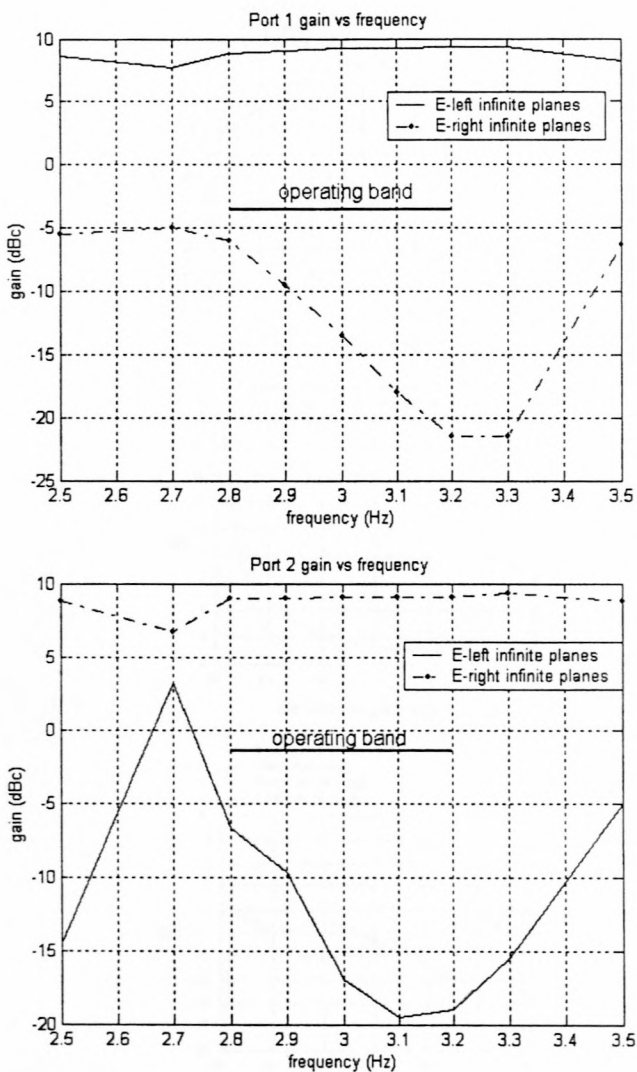 Port 1 gain vs frequency
10
5
0
-5
-10
-15
-20
-25
gain (dBc)
E-left infinite planes
E-right infinite planes
operating band
2.5 2.6 2.7 2.8 2.9 3 3.1 3.2 3.3 3.4 3.5
frequency (Hz)
Port 2 gain vs frequency
10
5
0
-5
-10
-15
-20
gain (dBc)
E-left infinite planes
E-right infinite planes
operating band
2.5 2.6 2.7 2.8 2.9 3 3.1 3.2 3.3 3.4 3.5
frequency (Hz)